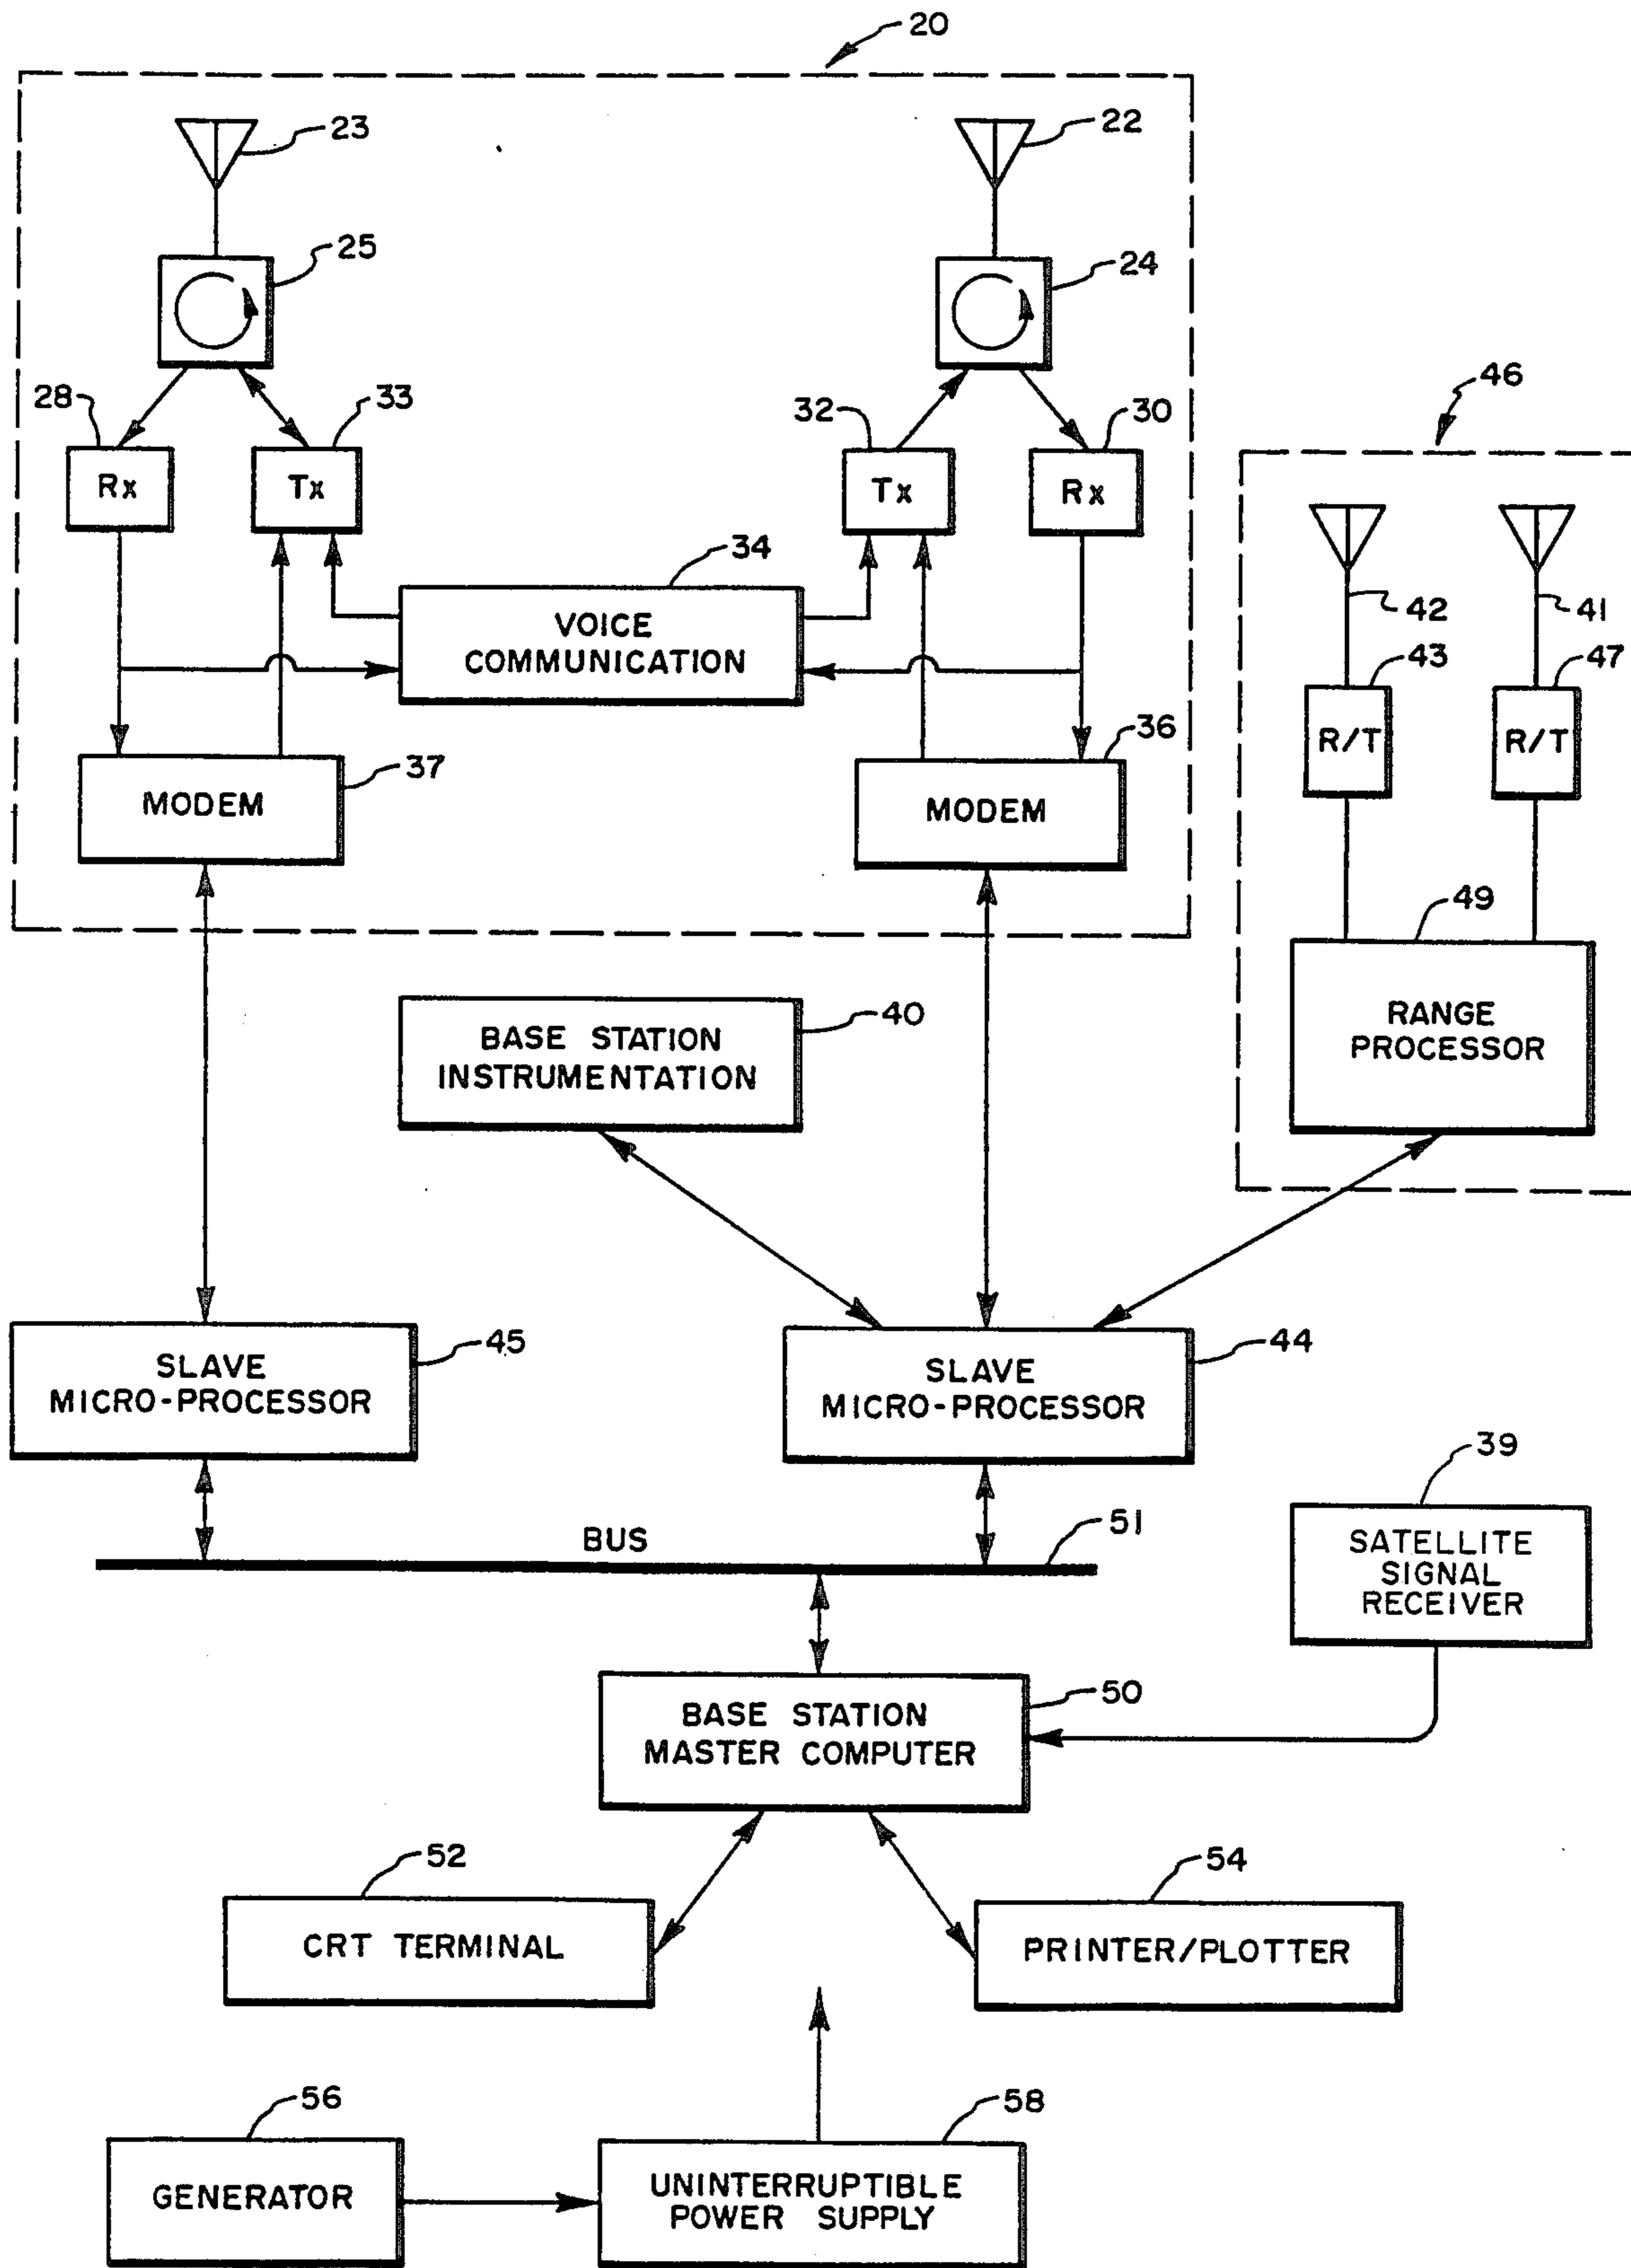 20
23
22
25
24
28
33
32
30
46
Rx
Tx
Tx
Rx
34
VOICE
COMMUNICATION
42
41
43
47
R/T
R/T
37
MODEM
36
MODEM
49
RANGE
PROCESSOR
40
BASE STATION
INSTRUMENTATION
45
SLAVE
MICRO-PROCESSOR
44
SLAVE
MICRO-PROCESSOR
39
SATELLITE
SIGNAL
RECEIVER
BUS
51
50
BASE STATION
MASTER COMPUTER
52
CRT TERMINAL
54
PRINTER/PLOTTER
56
GENERATOR
58
UNINTERRUPTIBLE
POWER SUPPLY